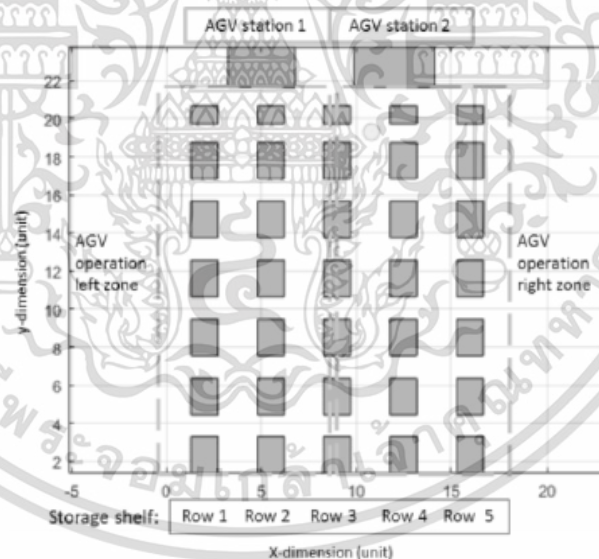 AGV station 1 AGV station 2
22
20
18
16
14
12
10
8
6
4
2
y-dimension (unit)
AGV
operation
left zone
AGV
operation
right zone
-5 0 5 10 15 20
Storage shelf: Row 1 Row 2 Row 3 Row 4 Row 5
X-dimension (unit)